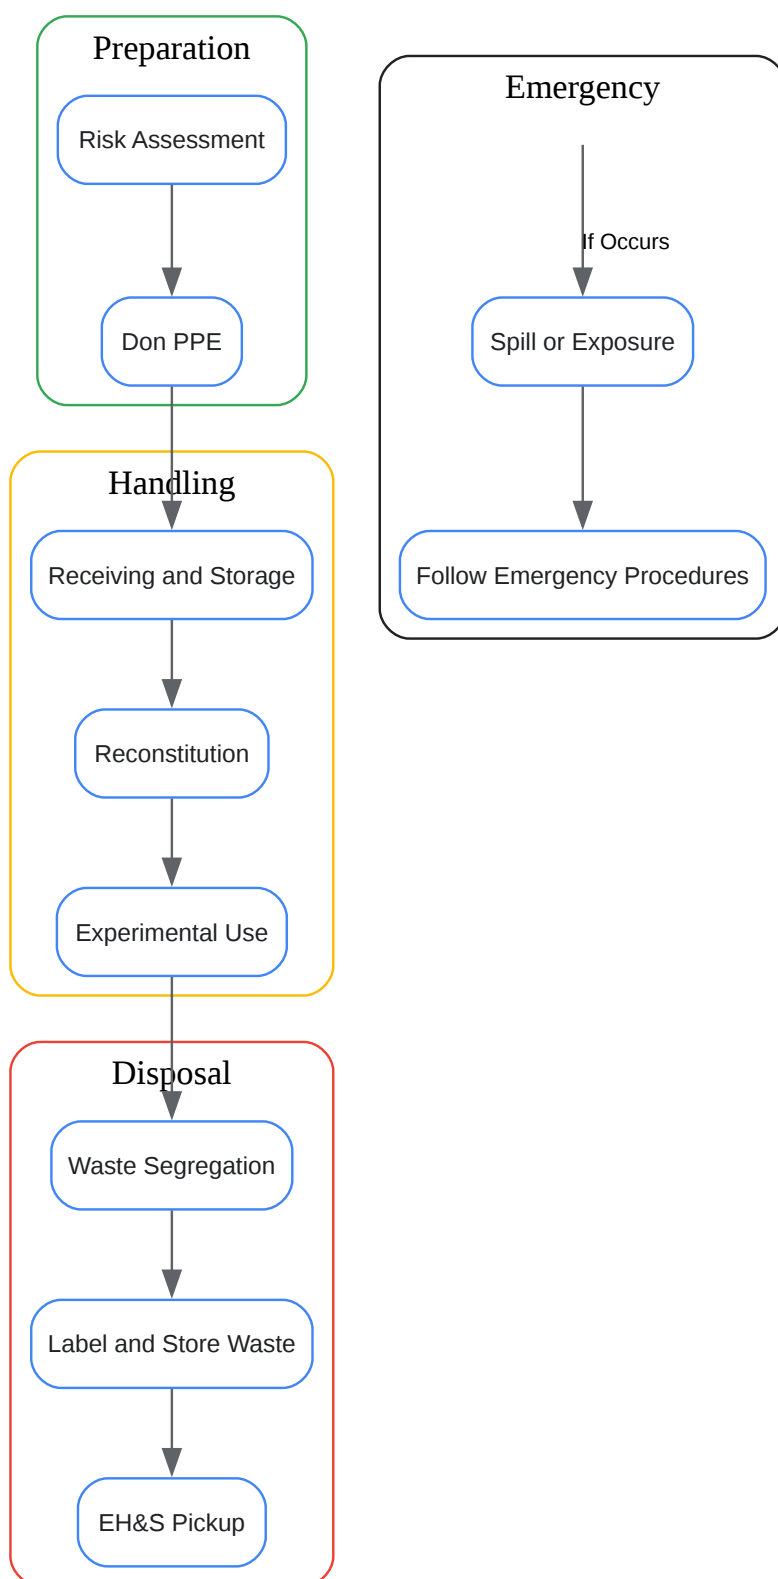 Preparation
Risk Assessment
Don PPE
Handling
Receiving and Storage
Reconstitution
Experimental Use
Disposal
Waste Segregation
Label and Store Waste
EH&S Pickup
Emergency
If Occurs
Spill or Exposure
Follow Emergency Procedures